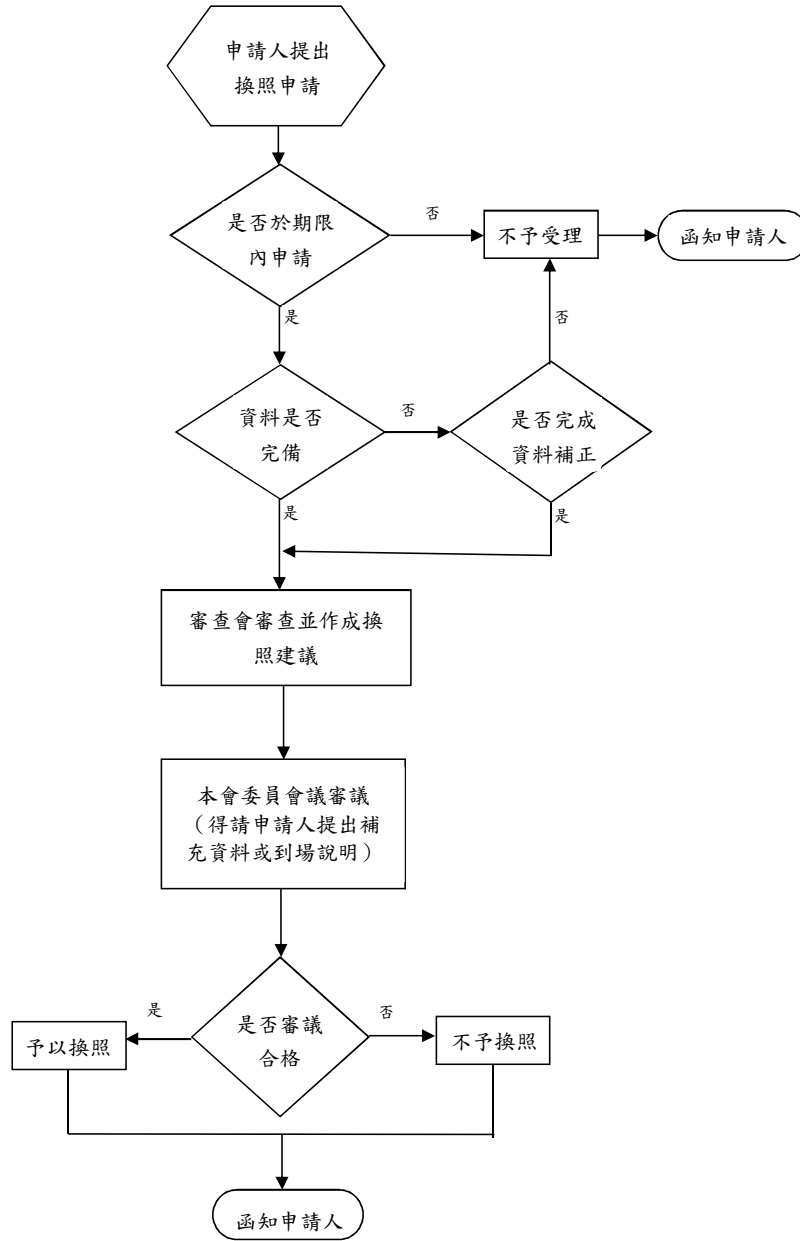 申請人提出
換照申請
是否於期限
內申請
否
不予受理
函知申請人
是
否
資料是否
完備
否
是否完成
資料補正
是
是
審查會審查並作成換
照建議
本會委員會議審議
（得請申請人提出補
充資料或到場說明）
是否審議
合格
是
否
予以換照
不予換照
函知申請人